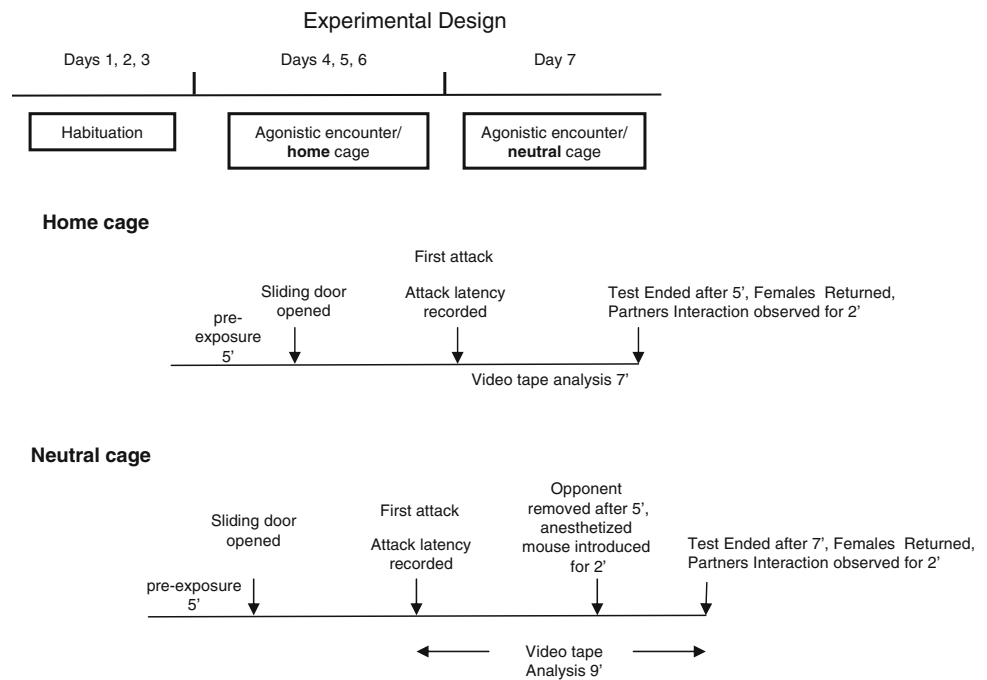 Experimental Design
Days 1, 2, 3
Days 4, 5, 6
Day 7
Habituation
Agonistic encounter/
home cage
Agonistic encounter/
neutral cage
Home cage
pre-
exposure
5’
Sliding door
opened
First attack
Attack latency
recorded
Test Ended after 5’, Females Returned,
Partners Interaction observed for 2’
Video tape analysis 7’
Neutral cage
pre-exposure
5’
Sliding door
opened
First attack
Attack latency
recorded
Opponent
removed after 5’,
anesthetized
mouse introduced
for 2’
Test Ended after 7’, Females Returned,
Partners Interaction observed for 2’
Video tape
Analysis 9’